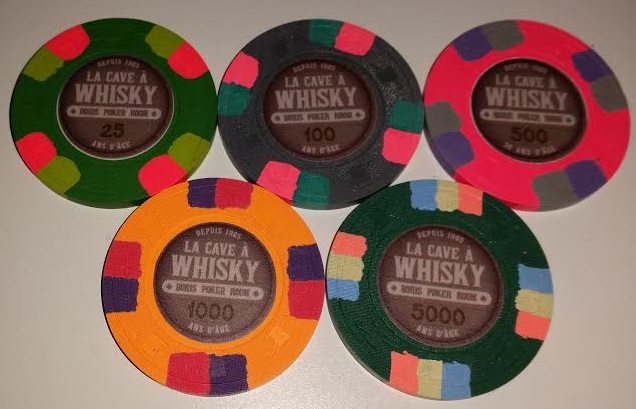 DEPUIS 1985
LA CAVE À
WHISKY
BORIS POKER ROOM
25
ANS D'ÂGE
DEPUIS 1985
LA CAVE À
WHISKY
BORIS POKER ROOM
100
ANS D'ÂGE
DEPUIS 1985
LA CAVE À
WHISKY
BORIS POKER ROOM
500
ANS D'ÂGE
DEPUIS 1985
LA CAVE À
WHISKY
BORIS POKER ROOM
1000
ANS D'ÂGE
DEPUIS 1985
LA CAVE À
WHISKY
BORIS POKER ROOM
5000
ANS D'ÂGE